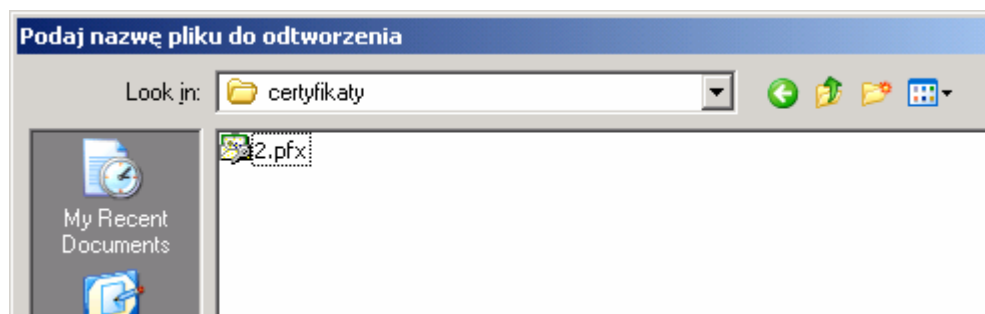 Podaj nazwę pliku do odtworzenia
Look in:
certyfikaty
2.pfx
My Recent
Documents